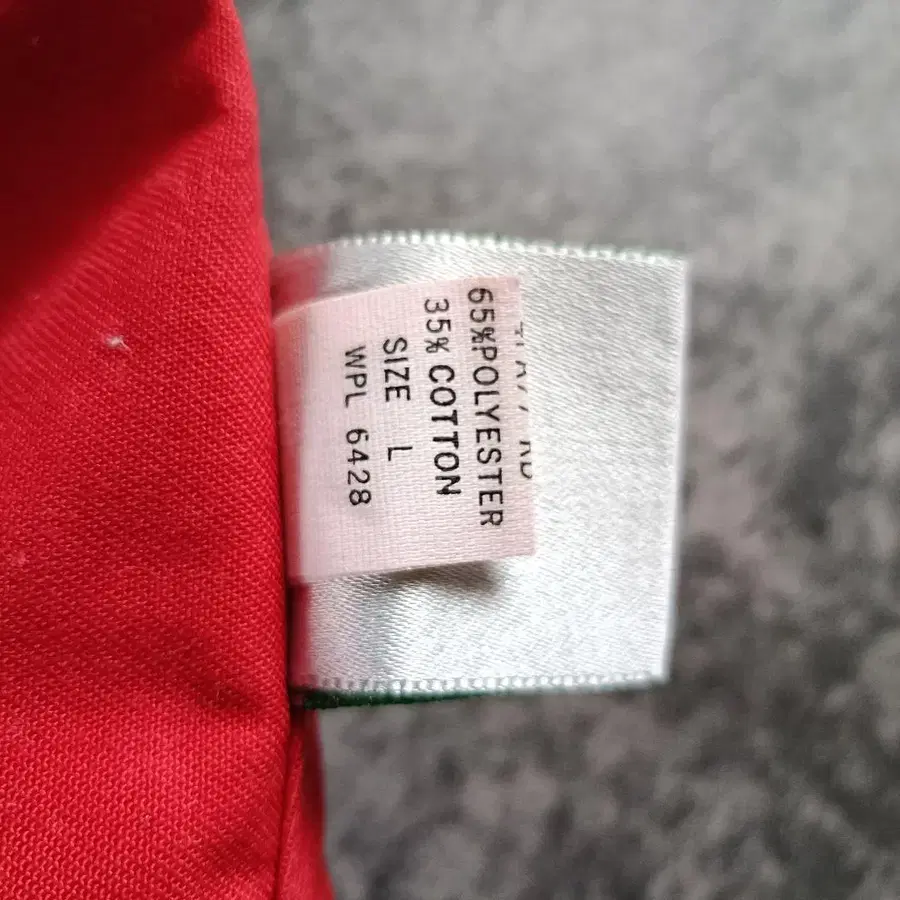 65%POLYESTER
35% COTTON
SIZE L
WPL 6428